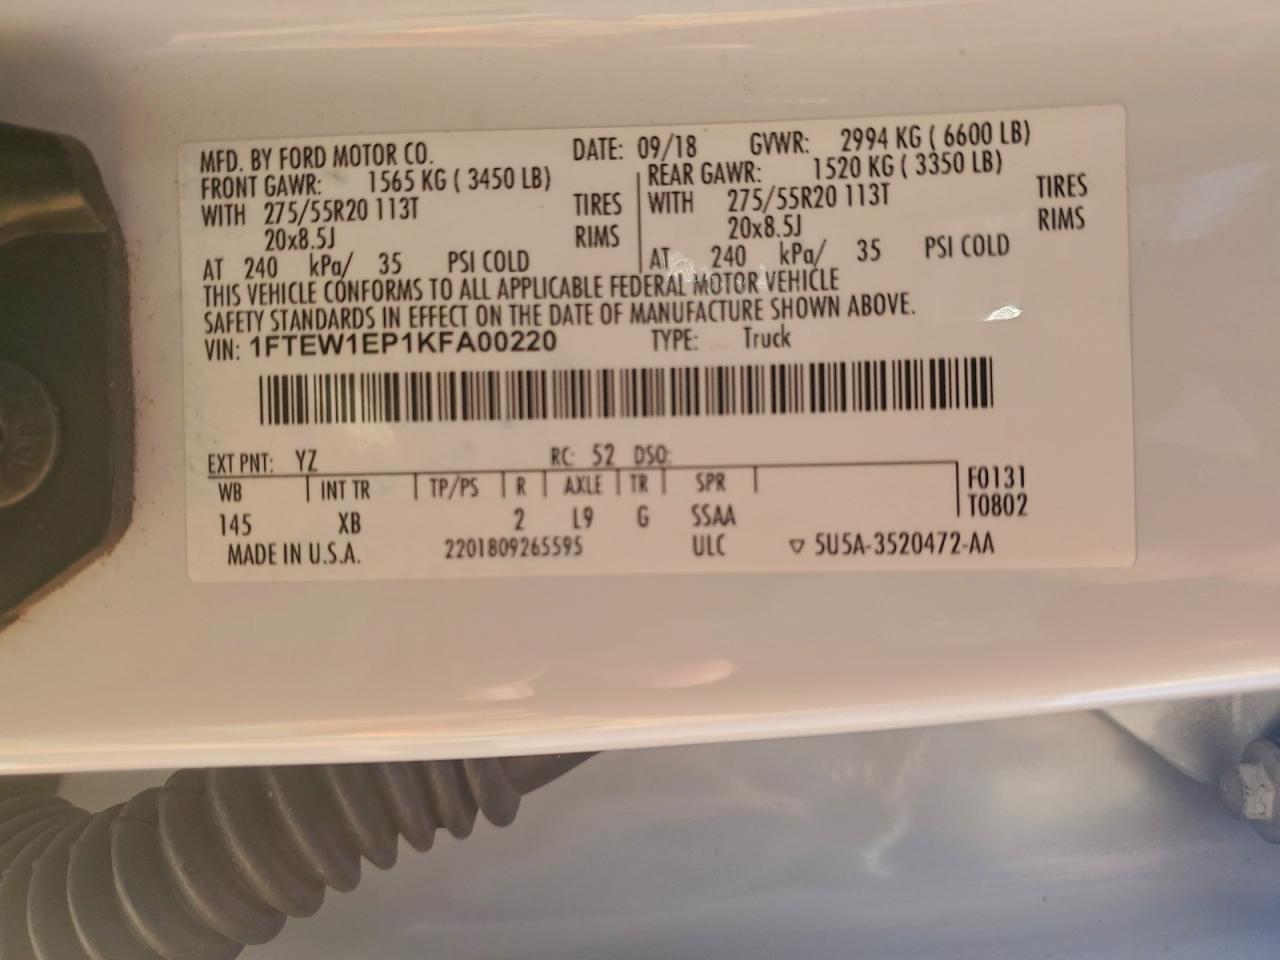 MFD. BY FORD MOTOR CO. DATE: 09/18 GVWR: 2994 KG ( 6600 LB)
FRONT GAWR: 1565 KG ( 3450 LB) REAR GAWR: 1520 KG ( 3350 LB)
WITH 275/55R20 113T TIRES WITH 275/55R20 113T TIRES
20x8.5J RIMS 20x8.5J RIMS
AT 240 kPa/ 35 PSI COLD AT 240 kPa/ 35 PSI COLD
THIS VEHICLE CONFORMS TO ALL APPLICABLE FEDERAL MOTOR VEHICLE
SAFETY STANDARDS IN EFFECT ON THE DATE OF MANUFACTURE SHOWN ABOVE.
VIN: 1FTEW1EP1KFA00220 TYPE: Truck
EXT PNT: YZ RC: 52 DSO:
WB INT TR TP/PS R AXLE TR SPR F0131
145 XB 2 L9 G SSAA T0802
MADE IN U.S.A. 2201809265595 ULC ▽ 5U5A-3520472-AA